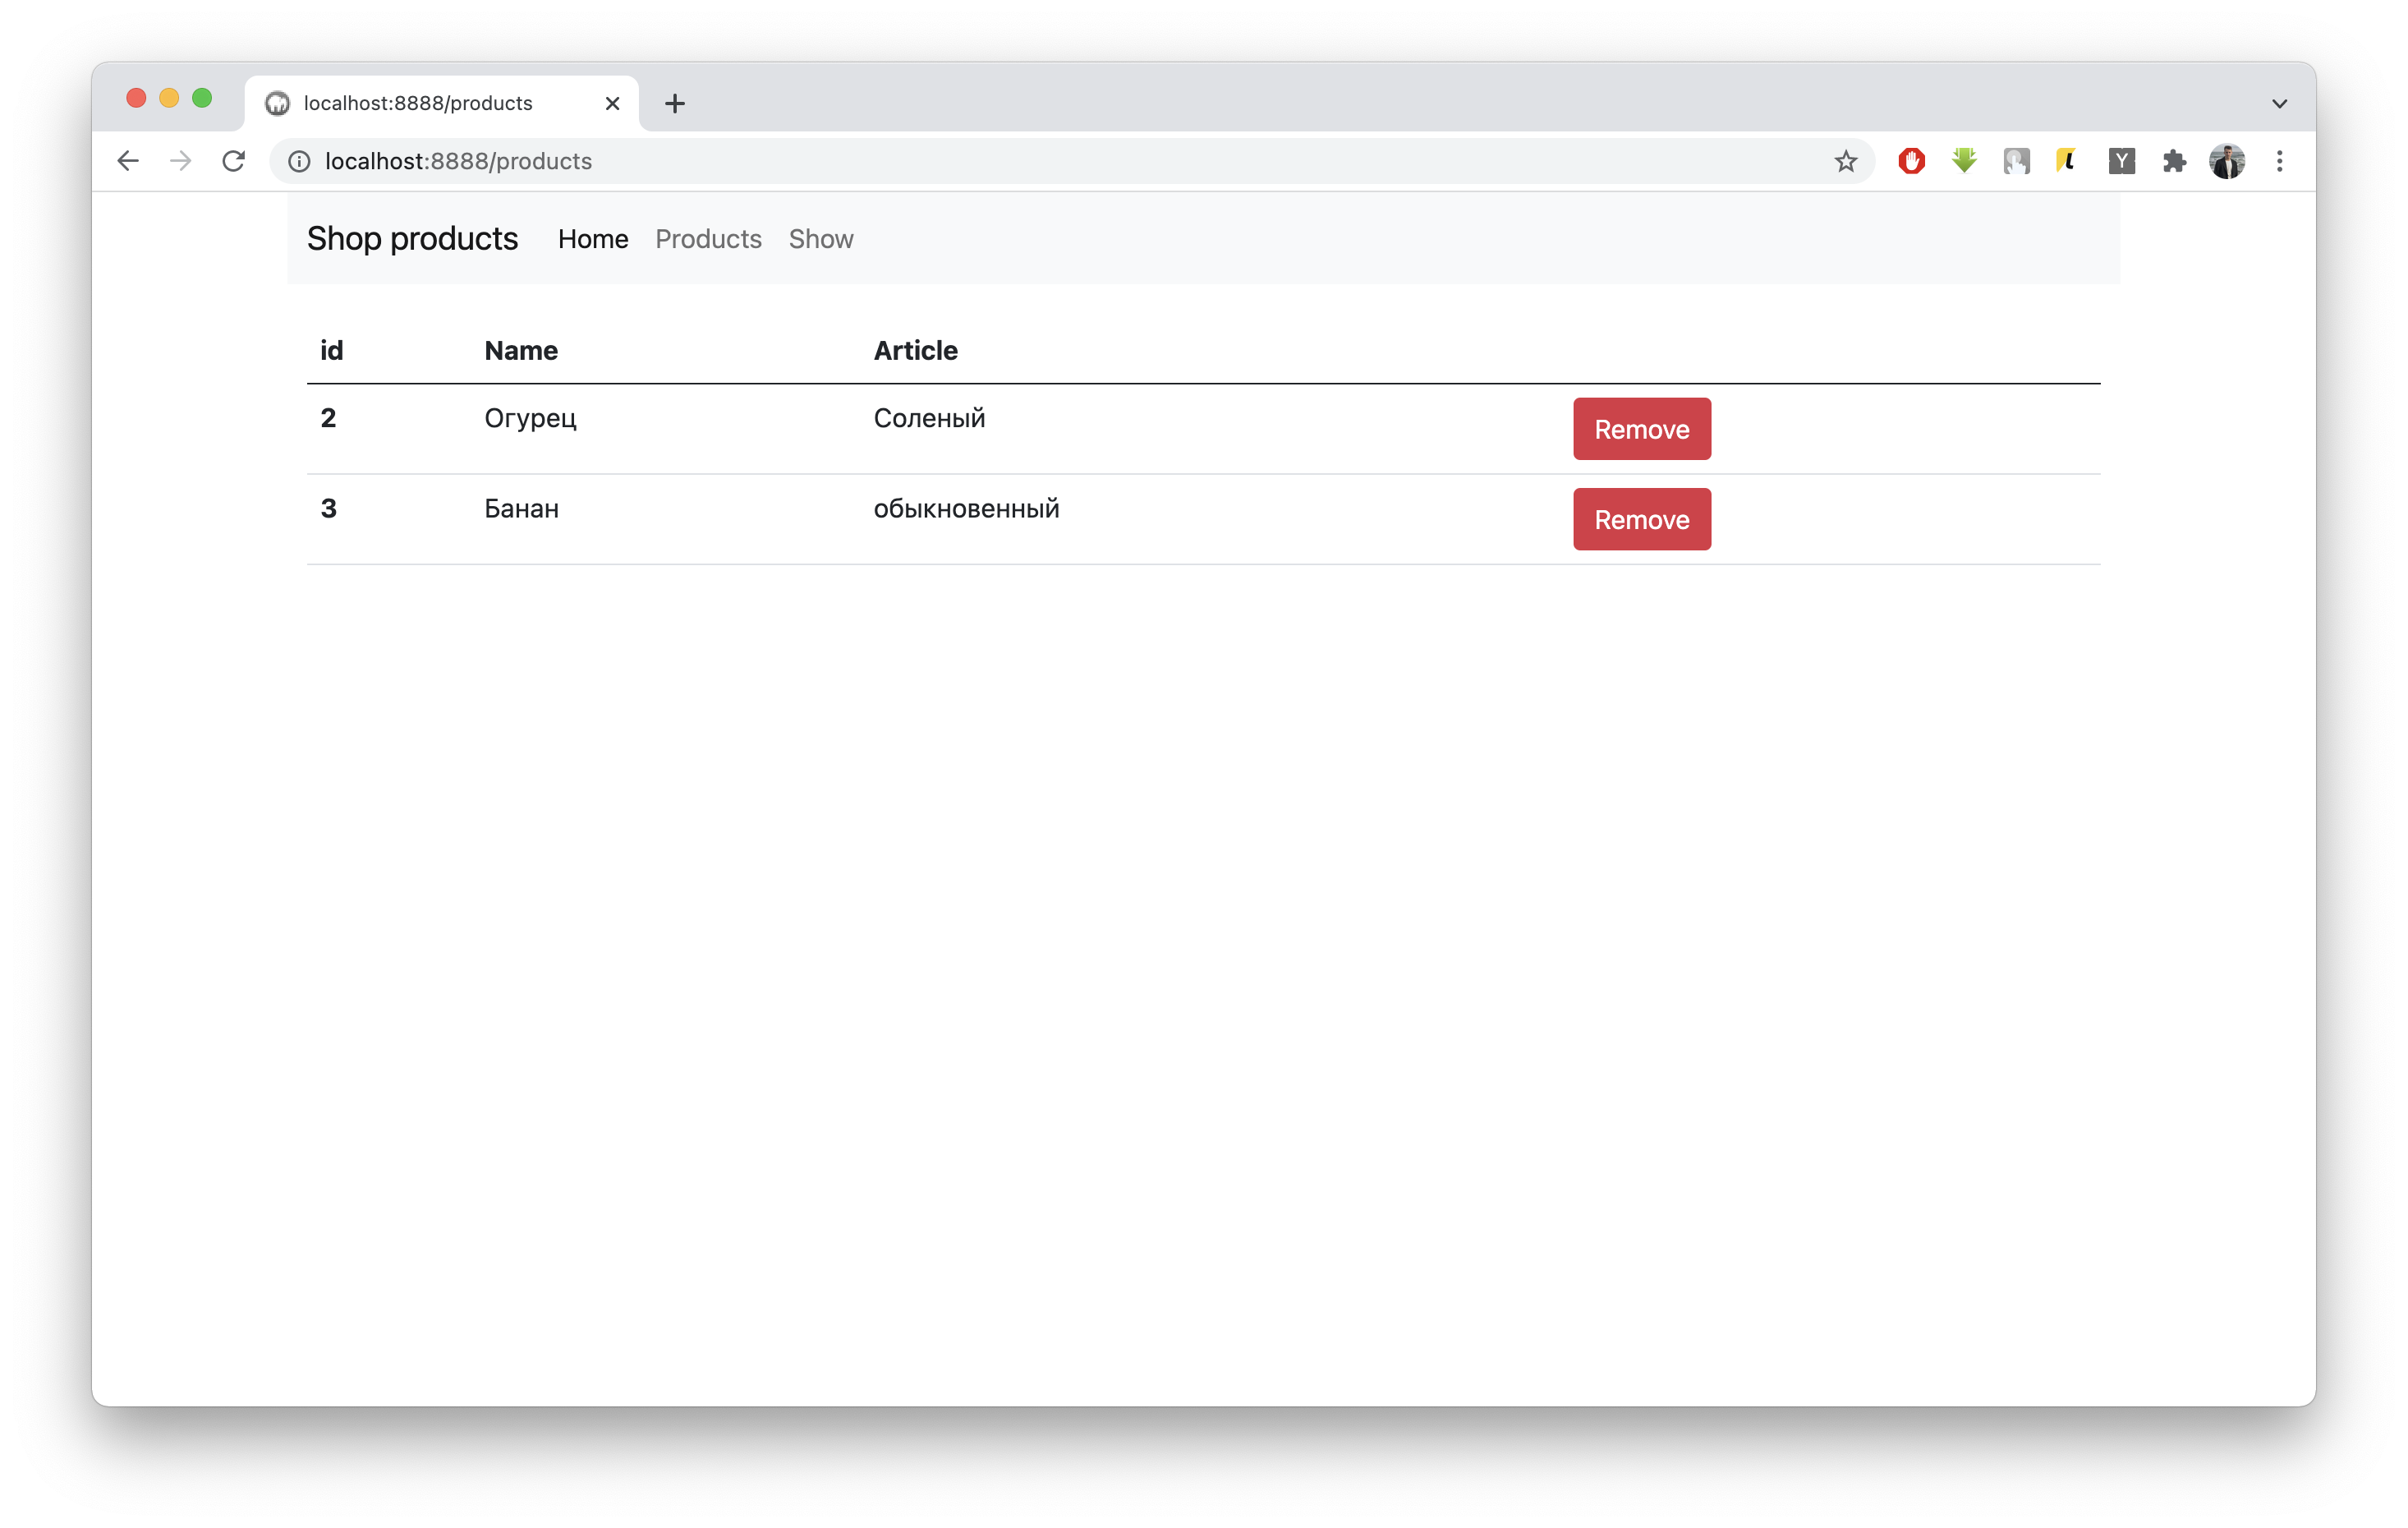 localhost:8888/products
localhost:8888/products
Y
Shop products Home Products Show
id Name Article
2 Огурец Соленый Remove
3 Банан обыкновенный Remove